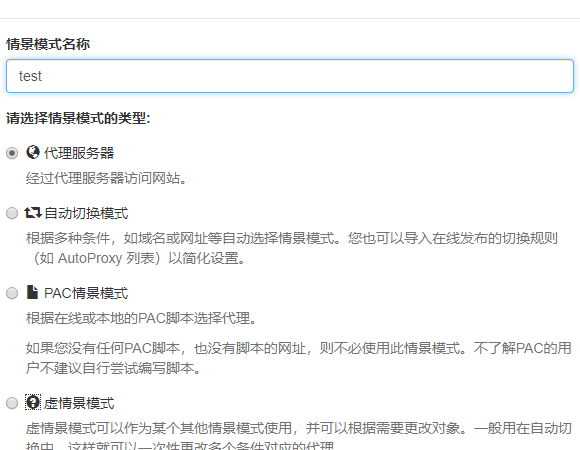 情景模式名称
test
请选择情景模式的类型:
代理服务器
经过代理服务器访问网站。
自动切换模式
根据多种条件，如域名或网址等自动选择情景模式。您也可以导入在线发布的切换规则
（如 AutoProxy 列表）以简化设置。
PAC情景模式
根据在线或本地的PAC脚本选择代理。
如果您没有任何PAC脚本，也没有脚本的网址，则不必使用此情景模式。不了解PAC的用
户不建议自行尝试编写脚本。
虚情景模式
虚情景模式可以作为某个其他情景模式使用，并可以根据需要更改对象。一般用在自动切
换中，这样就可以一次性更改多个条件对应的代理。